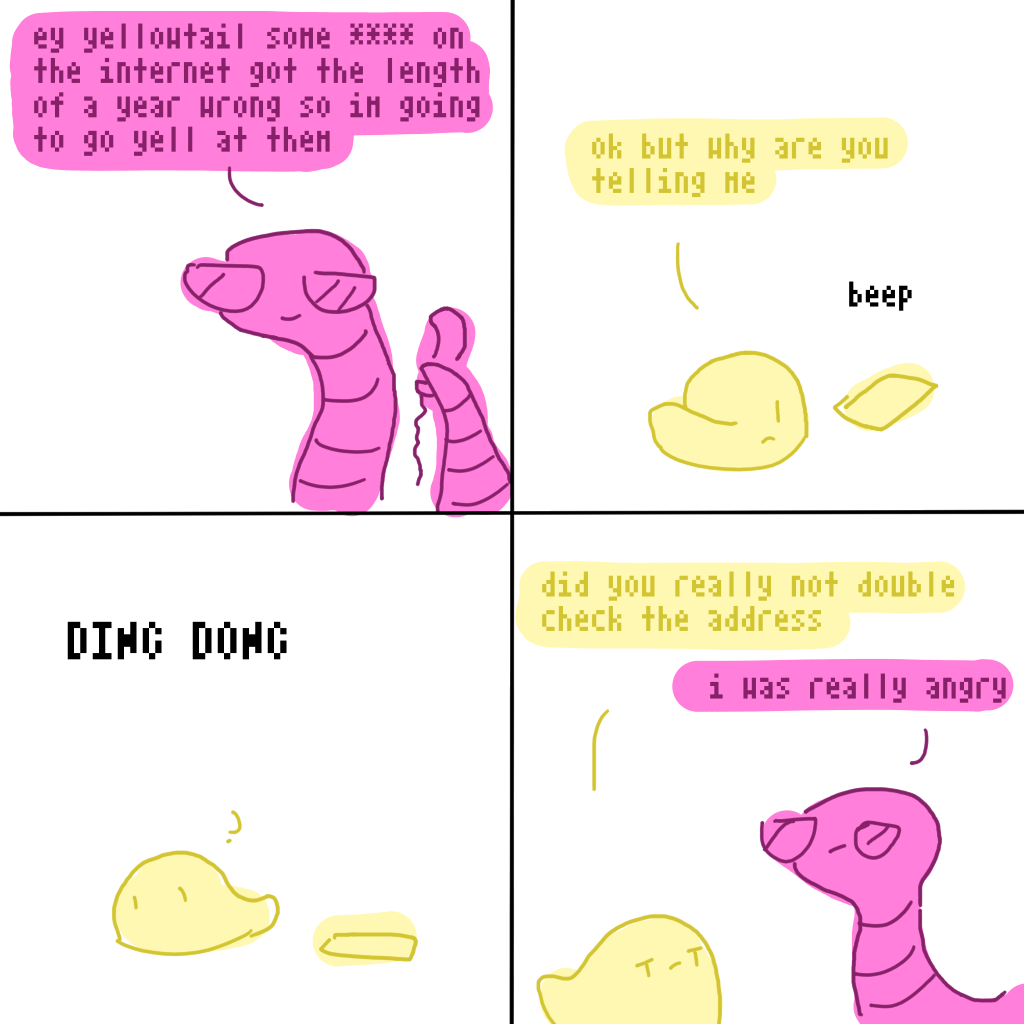 ey yellowtail some **** on
the internet got the length
of a year wrong so im going
to go yell at them
ok but why are you
telling me
beep
DING DONG
?
did you really not double
check the address
i was really angry